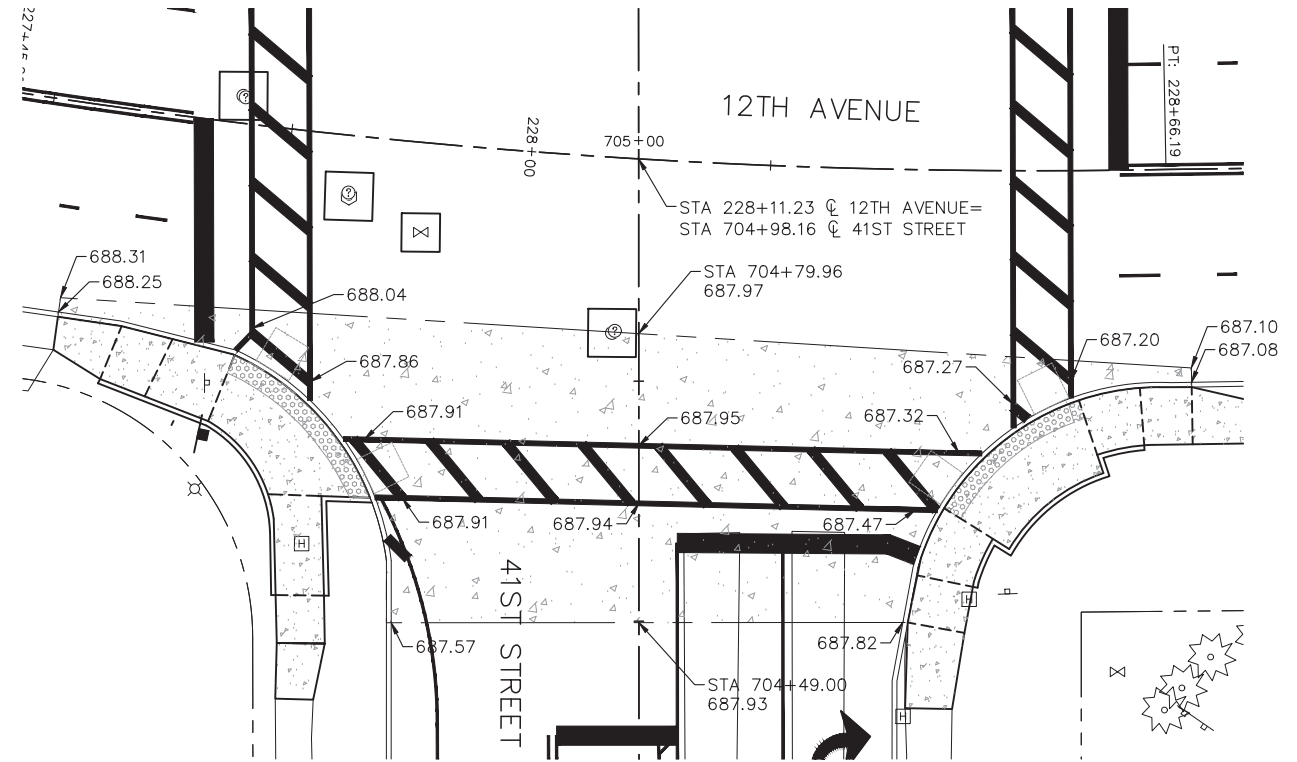 12TH AVENUE
PT: 228+66.19
228+00
705+00
STA 228+11.23 ℄ 12TH AVENUE=
STA 704+98.16 ℄ 41ST STREET
688.31
688.25
688.04
STA 704+79.96
687.97
687.10
687.08
687.20
687.27
687.86
687.91
687.95
687.32
687.91
687.94
687.47
41ST STREET
687.57
687.82
STA 704+49.00
687.93
?
?
?
H
H
H